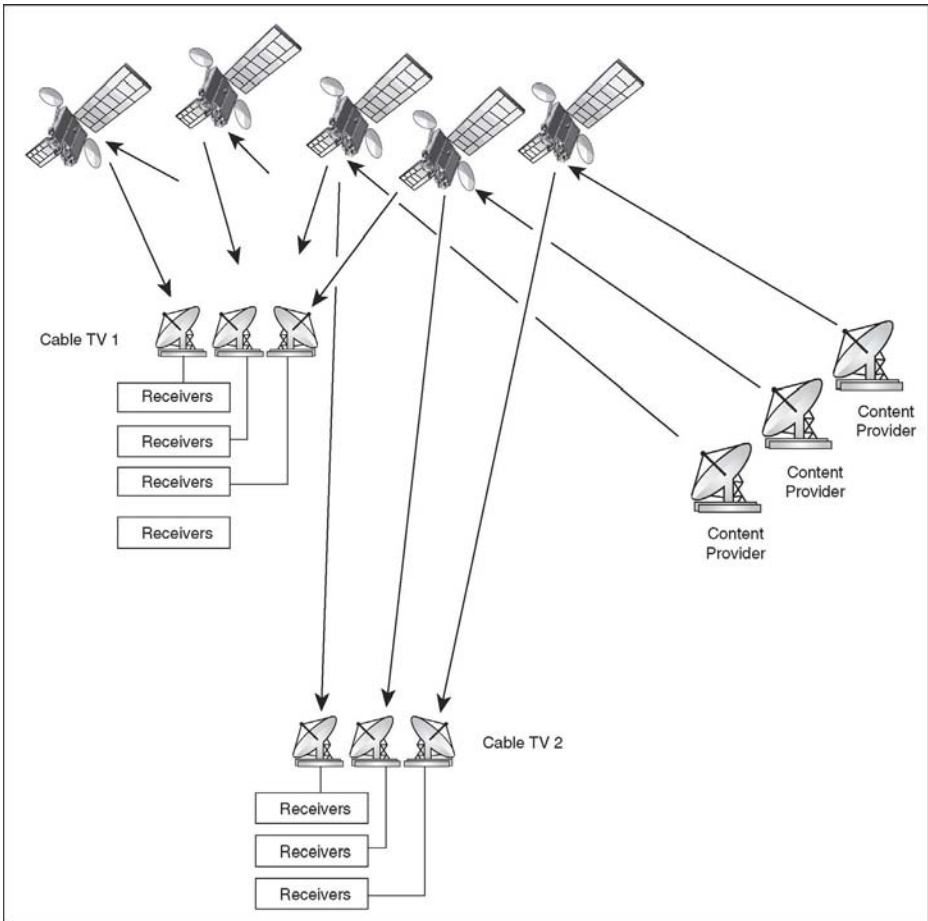 Cable TV 1
Receivers
Receivers
Receivers
Receivers
Content
Provider
Content
Provider
Content
Provider
Cable TV 2
Receivers
Receivers
Receivers